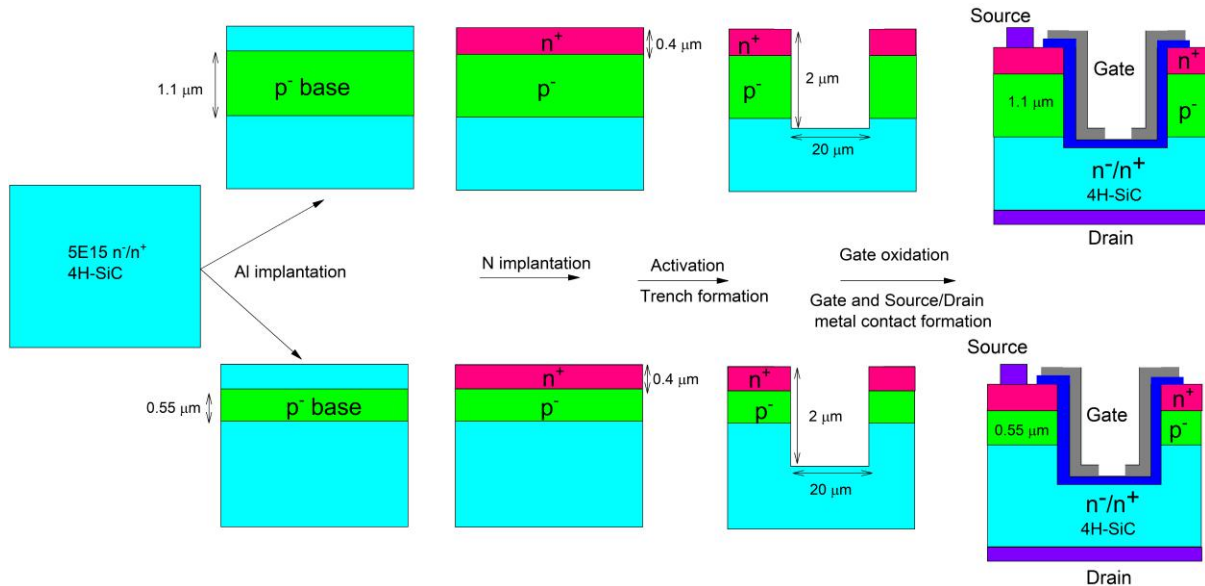 5E15 n⁻/n⁺
4H-SiC
Al implantation
1.1 μm
p⁻ base
n⁺
p⁻
0.4 μm
n⁺
p⁻
2 μm
20 μm
Source
Gate
n⁺
1.1 μm
p⁻
n⁻/n⁺
4H-SiC
Drain
N implantation
Activation
Trench formation
Gate oxidation
Gate and Source/Drain
metal contact formation
0.55 μm
p⁻ base
n⁺
p⁻
0.4 μm
n⁺
p⁻
2 μm
20 μm
Source
Gate
n⁺
0.55 μm
p⁻
n⁻/n⁺
4H-SiC
Drain